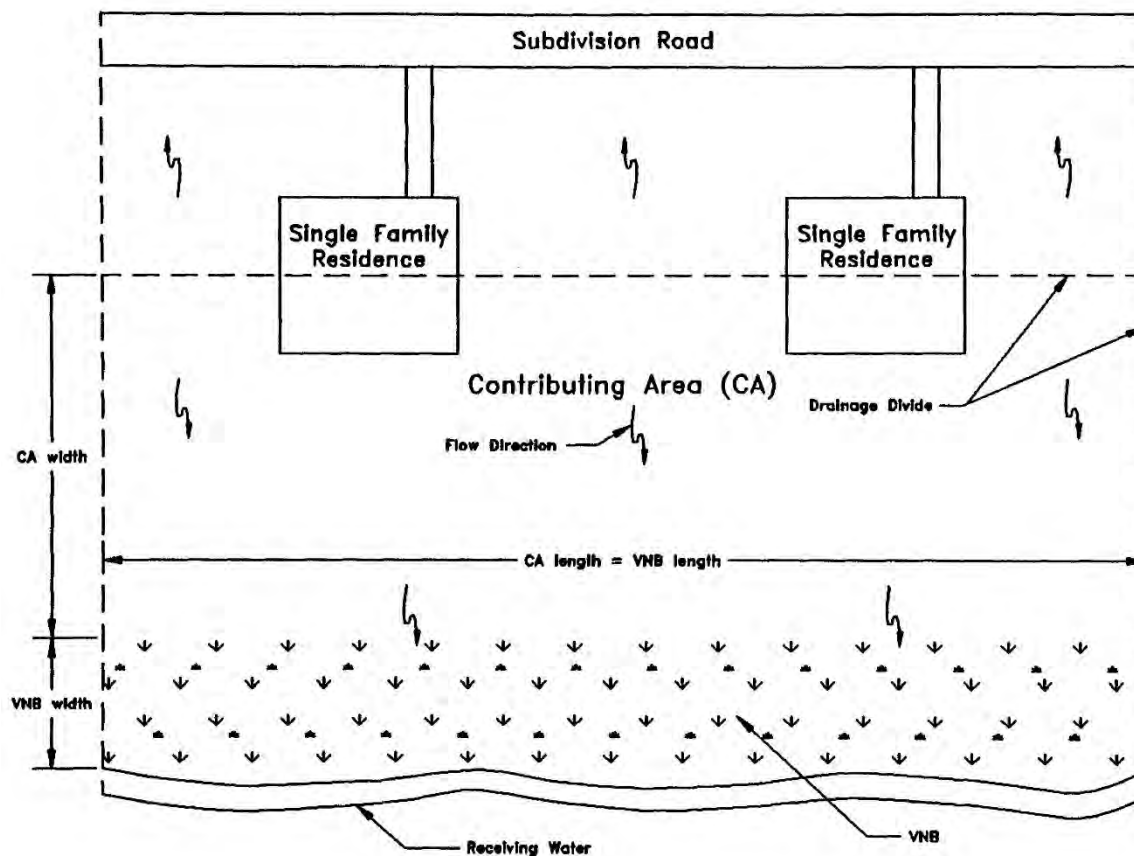 Subdivision Road
Single Family
Residence
Single Family
Residence
Contributing Area (CA)
Drainage Divide
Flow Direction
CA width
CA length = VNB length
VNB width
VNB
Receiving Water